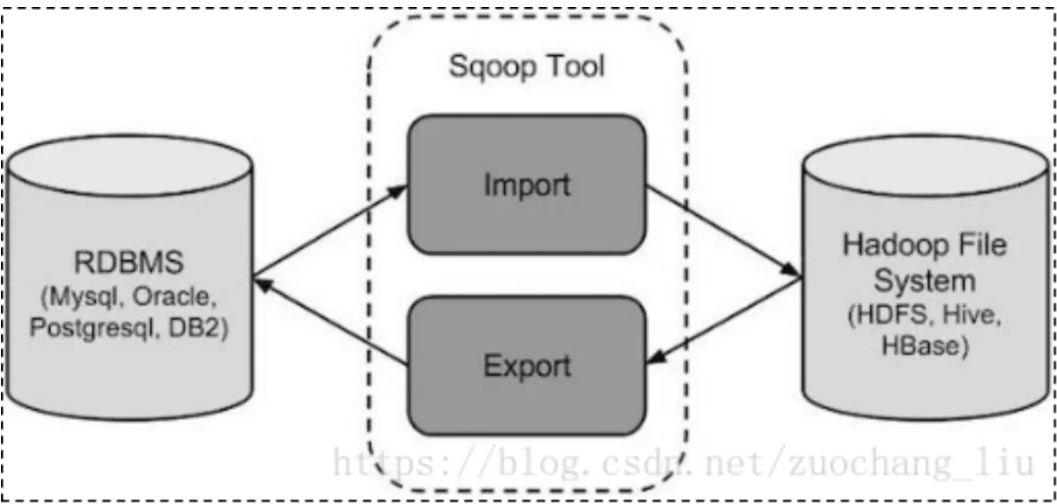 Sqoop Tool
Import
RDBMS
(Mysql, Oracle,
Postgresql, DB2)
Hadoop File
System
(HDFS, Hive,
HBase)
Export
https://blog.csdn.net/zuochang_liu